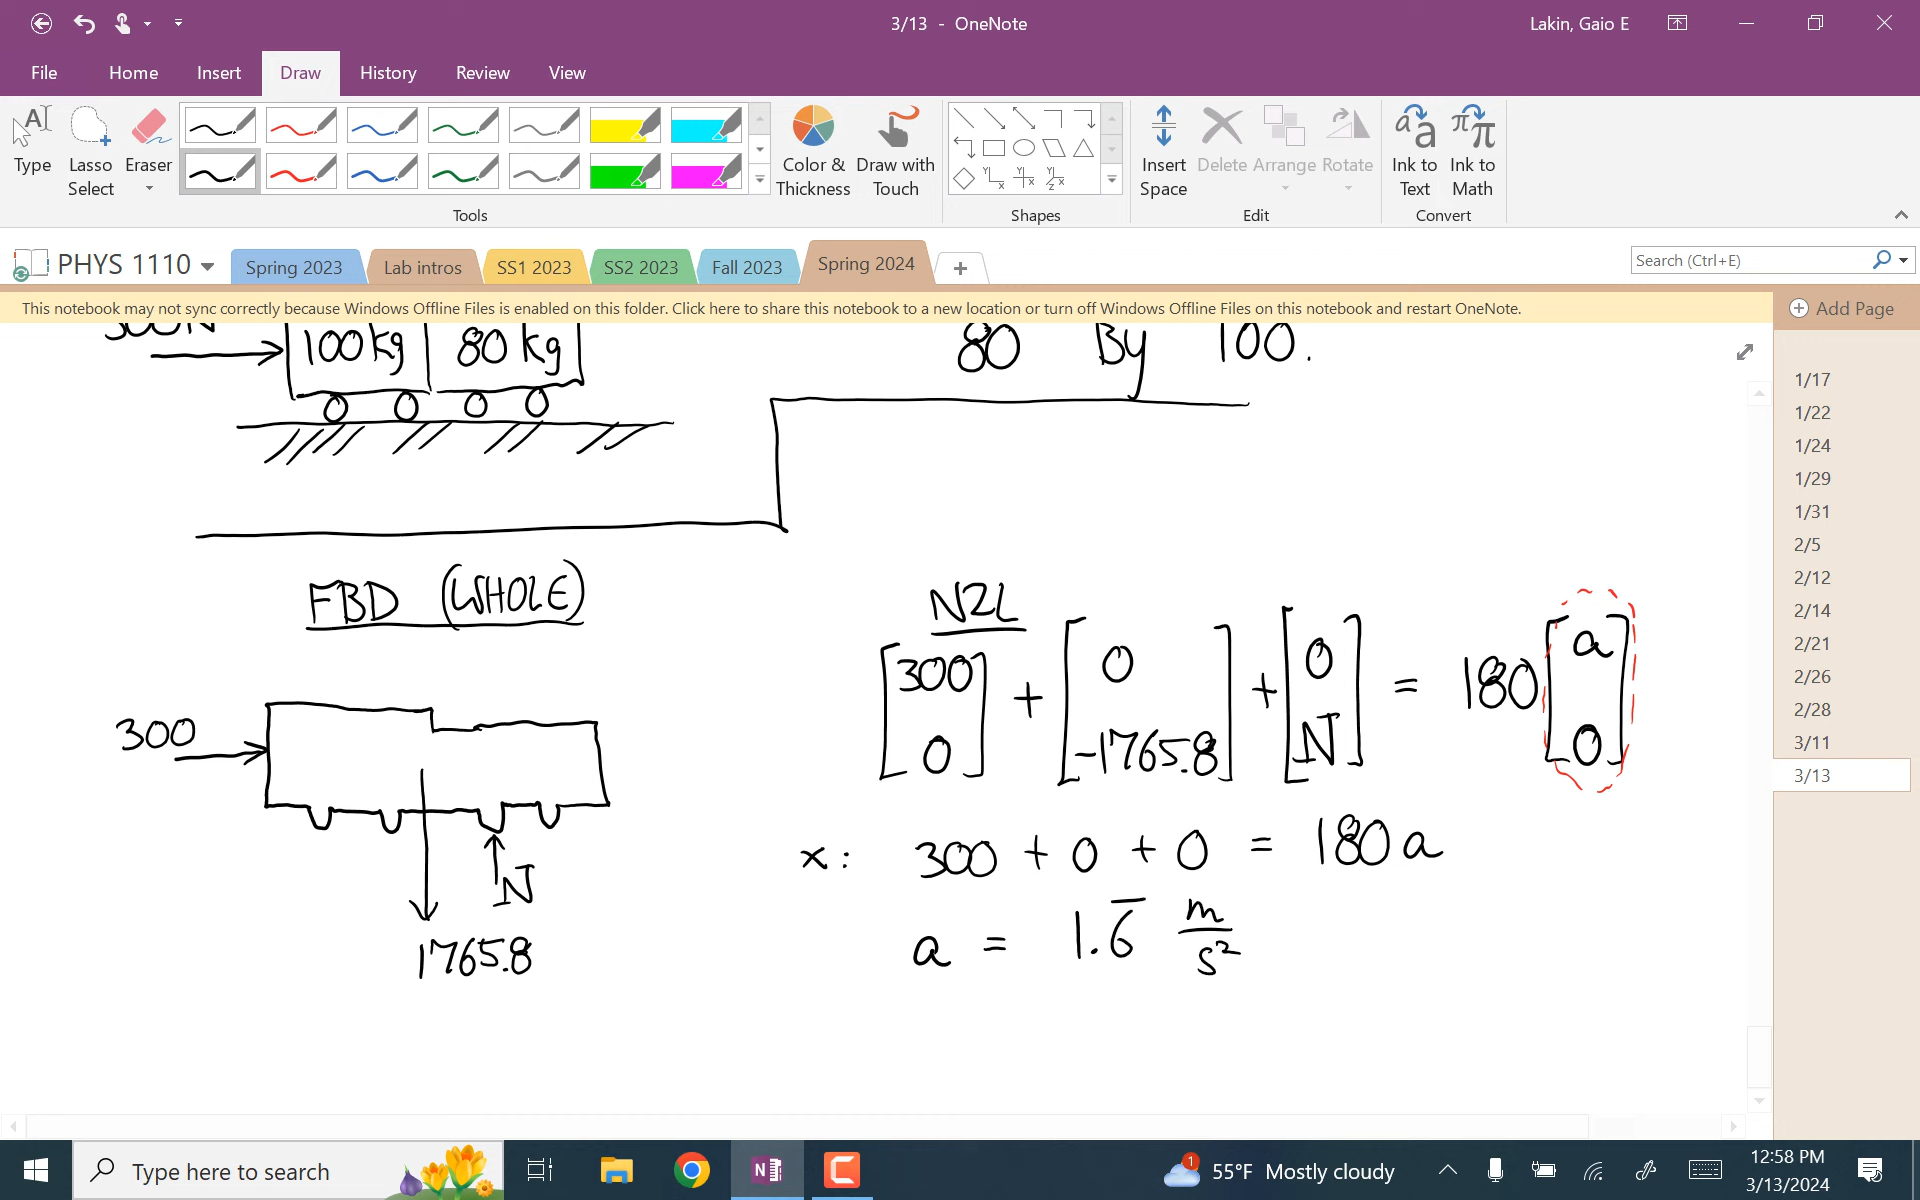 3/13 - OneNote
Lakin, Gaio E
File Home Insert Draw History Review View
Type
Lasso Select
Eraser
Color & Thickness
Draw with Touch
Insert Space
Delete
Arrange
Rotate
Ink to Text
Ink to Math
Tools
Shapes
Edit
Convert
PHYS 1110
Spring 2023
Lab intros
SS1 2023
SS2 2023
Fall 2023
Spring 2024
Search (Ctrl+E)
This notebook may not sync correctly because Windows Offline Files is enabled on this folder. Click here to share this notebook to a new location or turn off Windows Offline Files on this notebook and restart OneNote.
Add Page
1/17
1/22
1/24
1/29
1/31
2/5
2/12
2/14
2/21
2/26
2/28
3/11
3/13
300N
100kg 80kg
80 By 100.
FBD (WHOLE)
300
N
1765.8
N2L
[300 0] + [0 -1765.8] + [0 N] = 180 [a 0]
x: 300 + 0 + 0 = 180 a
a = 1.6̅ m/s²
Type here to search
1
55°F Mostly cloudy
12:58 PM
3/13/2024